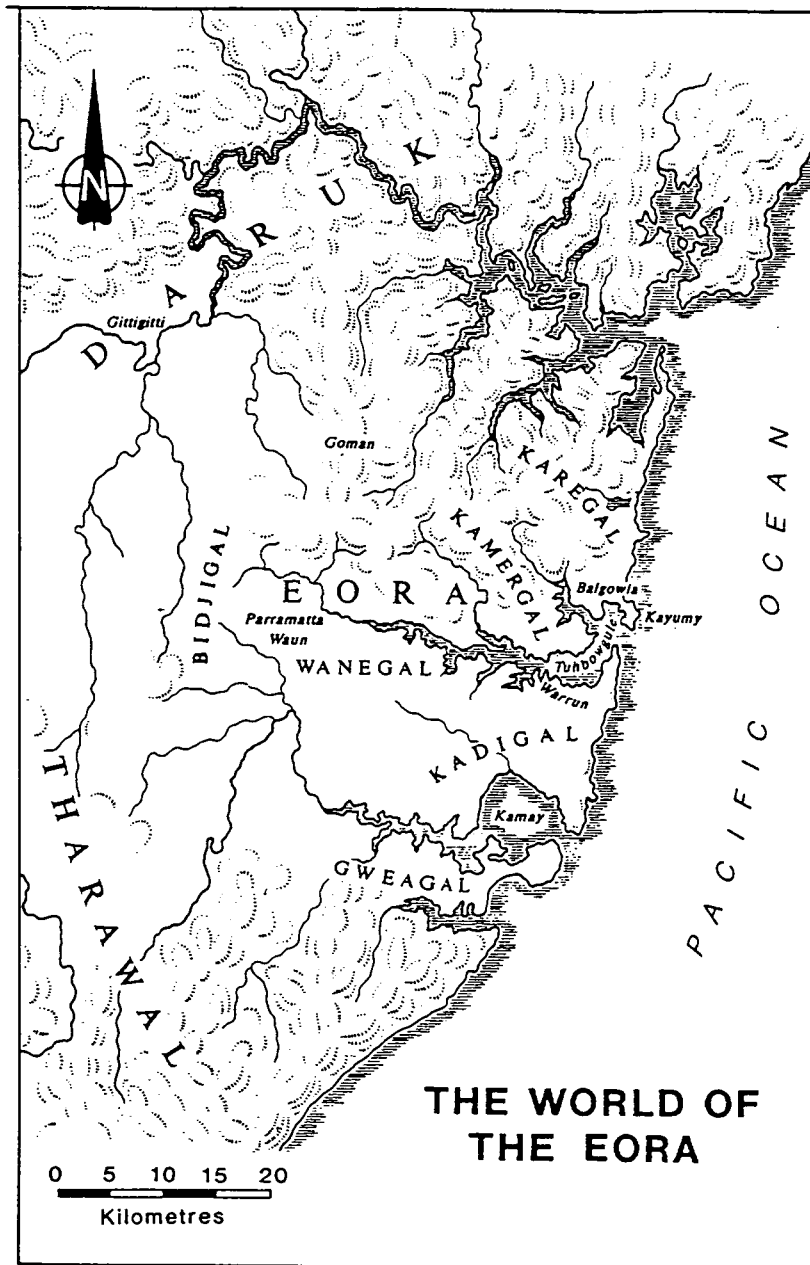 N
DARUK
Gittigitti
Goman
KAREGAL
KAMERGAL
BIDJIGAL
EORA
Balgowla
Kayumy
Parramatta
Waun
WANEGAL
Tuhbowgule
Warrun
KADIGAL
Kamay
GWEAGAL
THARAWAL
PACIFIC OCEAN
THE WORLD OF
THE EORA
0 5 10 15 20
Kilometres